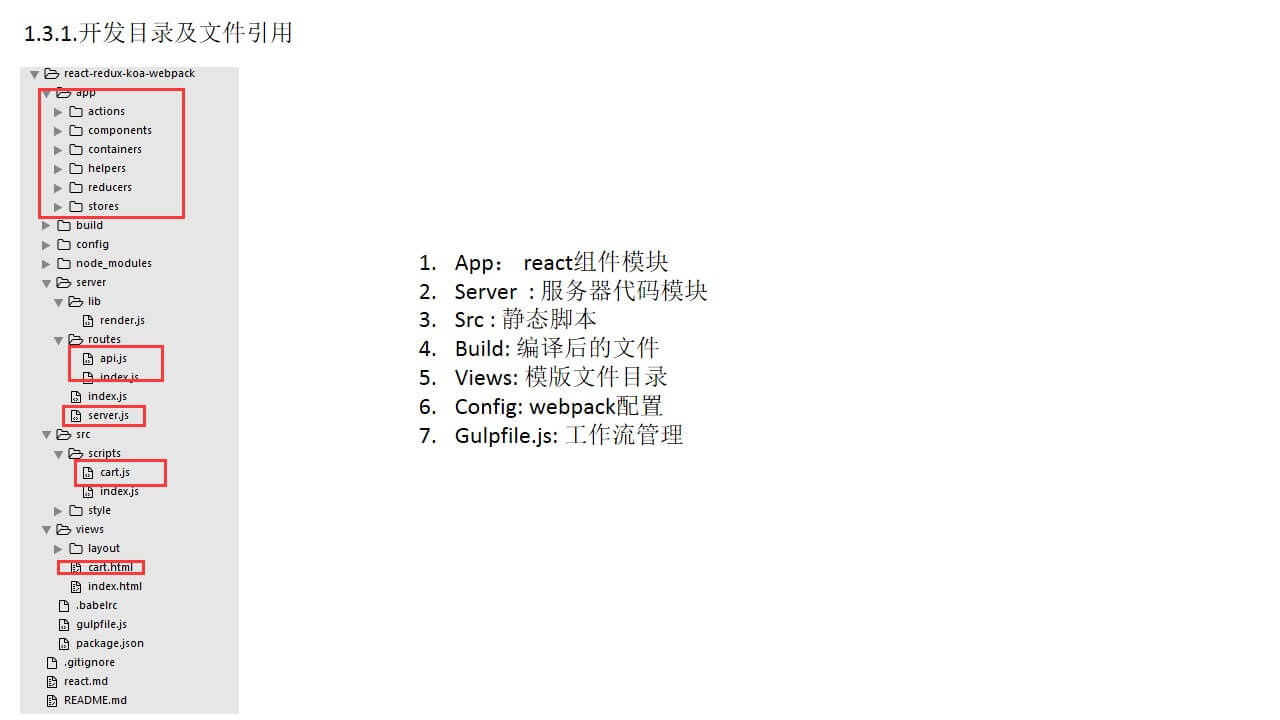 1.3.1.开发目录及文件引用
react-redux-koa-webpack
app
actions
components
containers
helpers
reducers
stores
build
config
node_modules
server
lib
render.js
routes
api.js
index.js
index.js
server.js
src
scripts
cart.js
index.js
style
views
layout
cart.html
index.html
.babelrc
gulpfile.js
package.json
.gitignore
react.md
README.md
1. App： react组件模块
2. Server : 服务器代码模块
3. Src : 静态脚本
4. Build: 编译后的文件
5. Views: 模版文件目录
6. Config: webpack配置
7. Gulpfile.js: 工作流管理